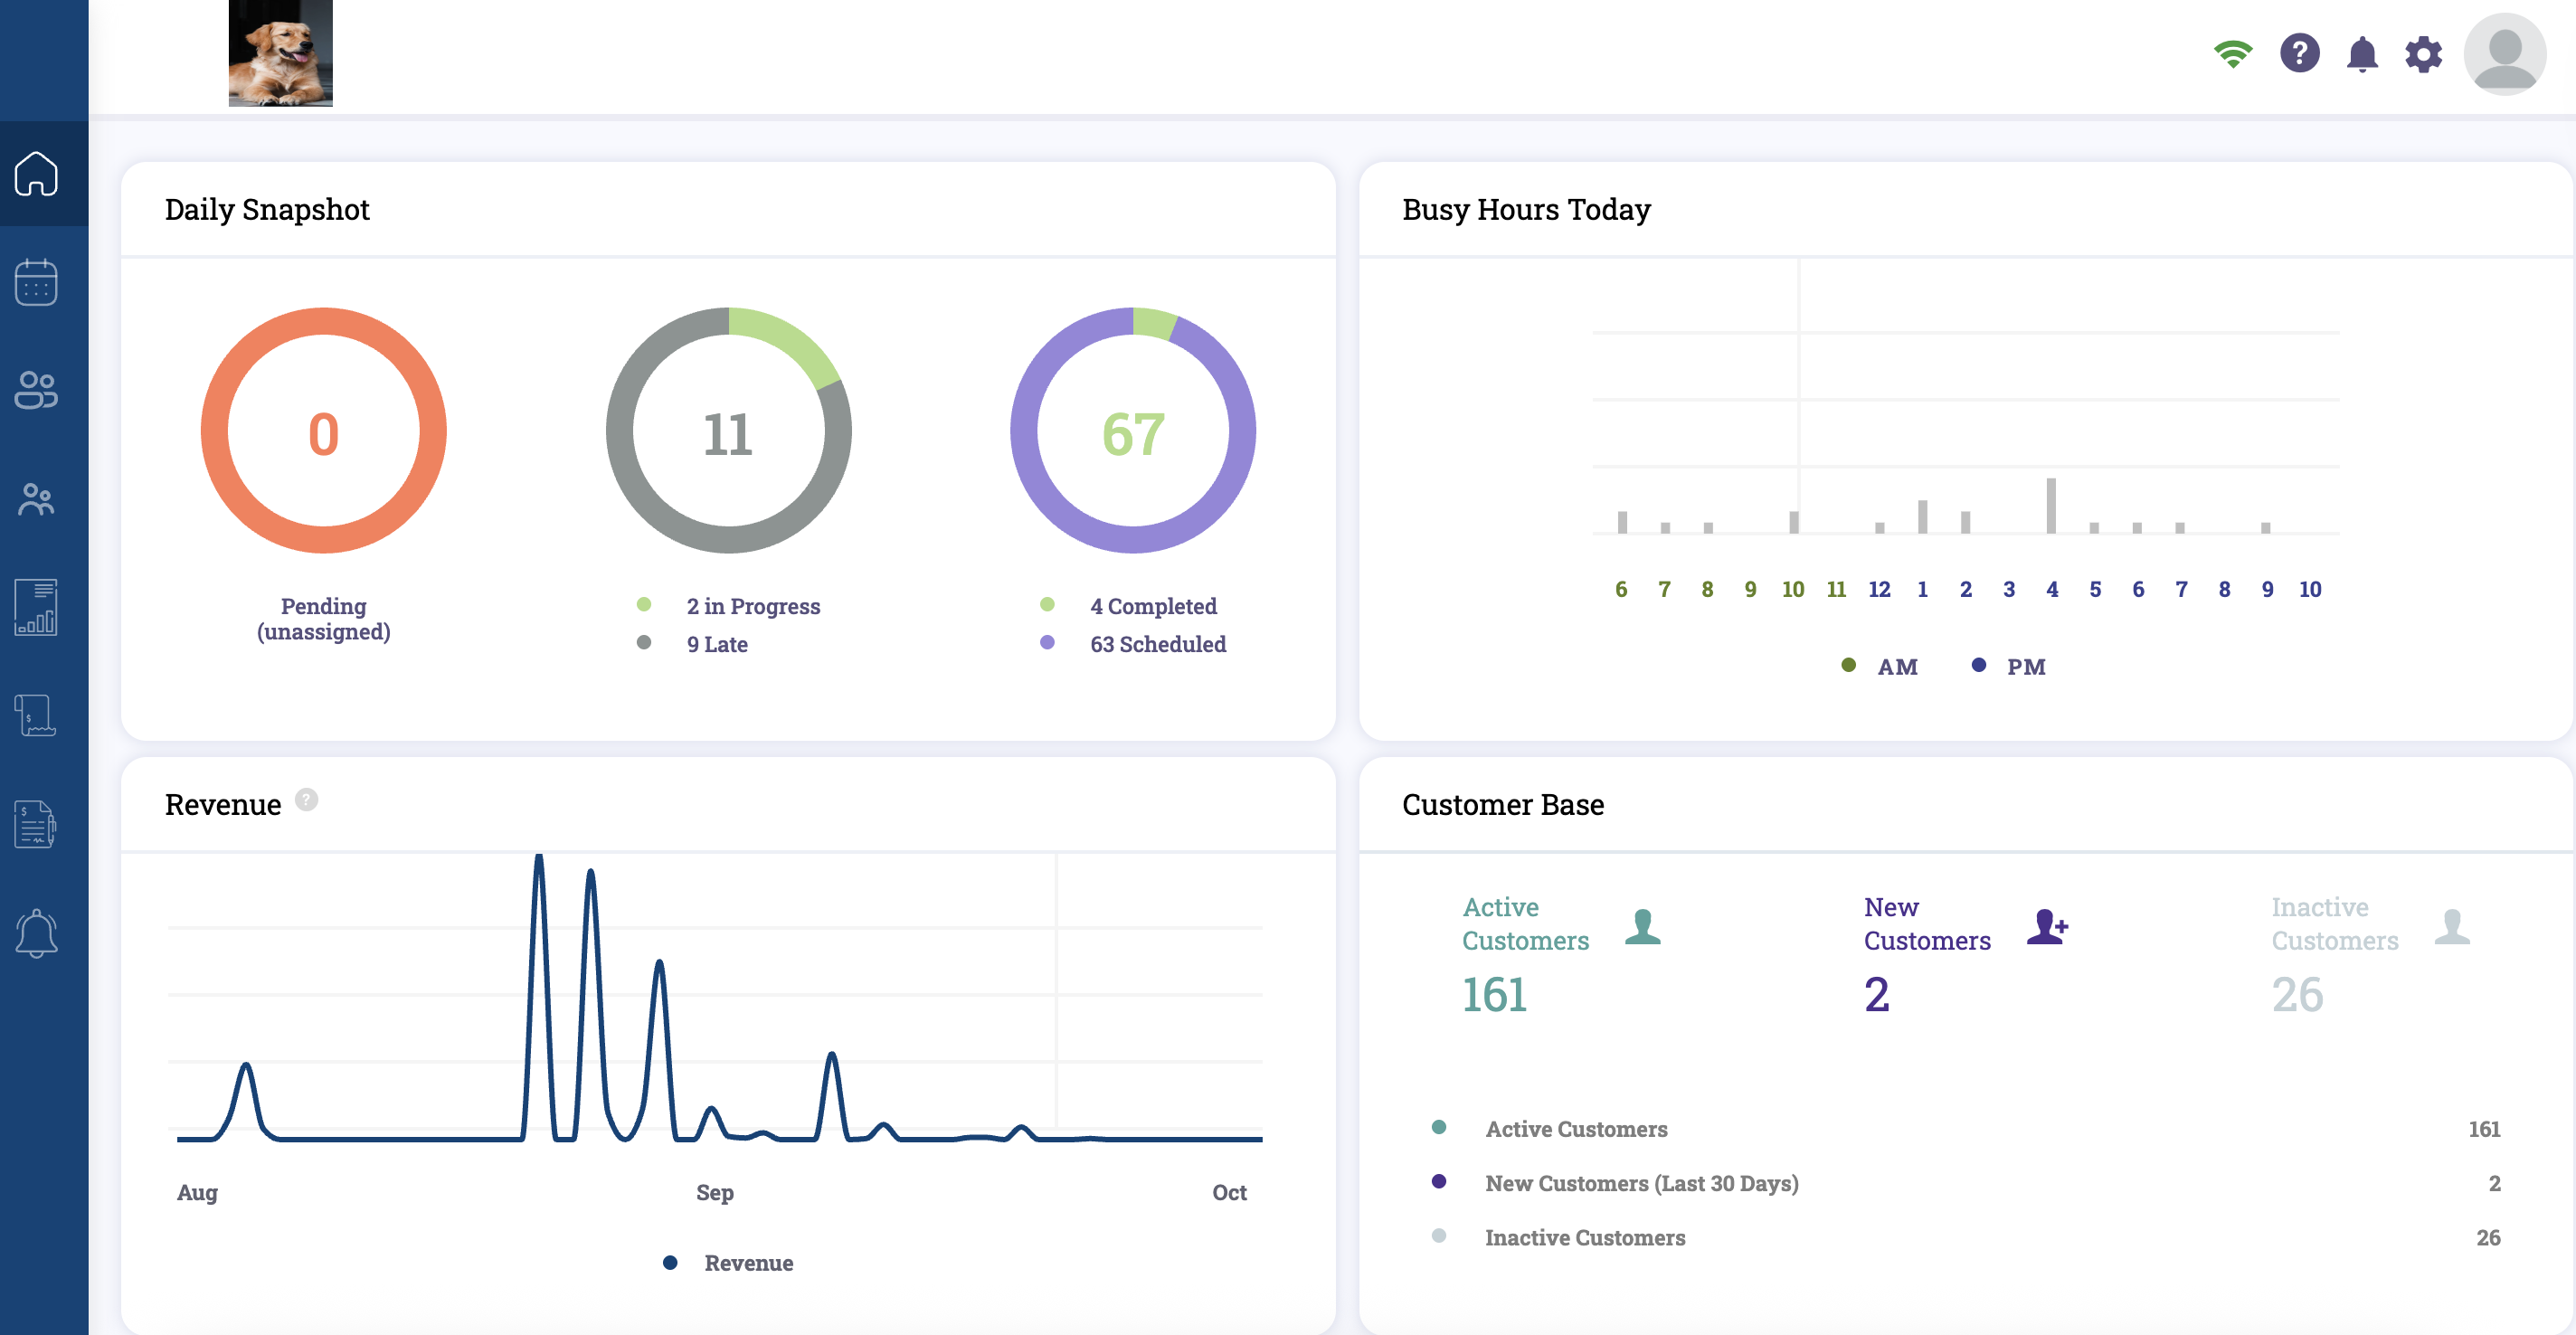 ?
Daily Snapshot
0
11
67
Pending
(unassigned)
2 in Progress
9 Late
4 Completed
63 Scheduled
Busy Hours Today
6 7 8 9 10 11 12 1 2 3 4 5 6 7 8 9 10
AM PM
Revenue ?
Aug Sep Oct
Revenue
Customer Base
Active
Customers
161
New
Customers
2
Inactive
Customers
26
Active Customers 161
New Customers (Last 30 Days) 2
Inactive Customers 26
$
$